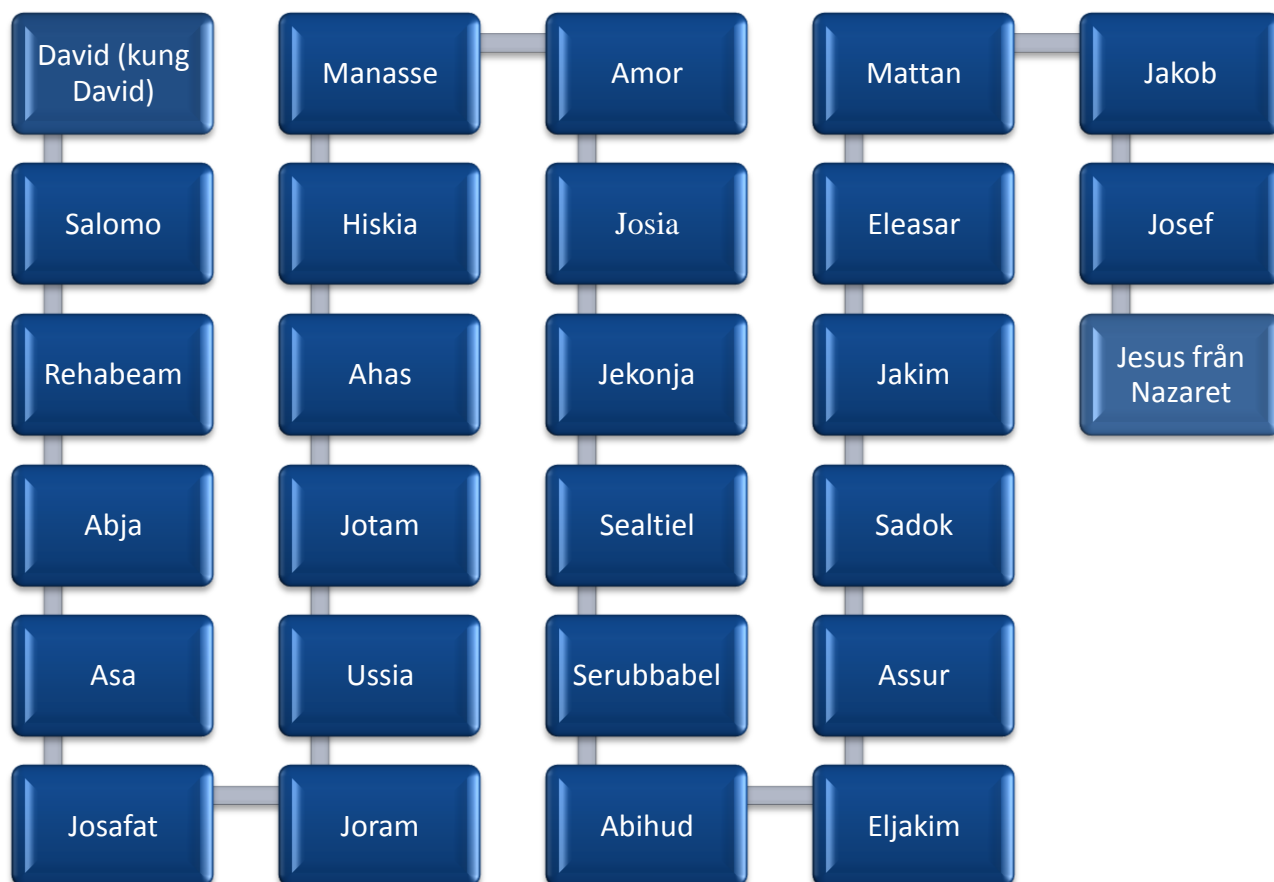 David (kung
David)
Salomo
Rehabeam
Abja
Asa
Josafat
Joram
Ussia
Jotam
Ahas
Hiskia
Manasse
Amor
Josia
Jekonja
Sealtiel
Serubbabel
Abihud
Eljakim
Assur
Sadok
Jakim
Eleasar
Mattan
Jakob
Josef
Jesus från
Nazaret